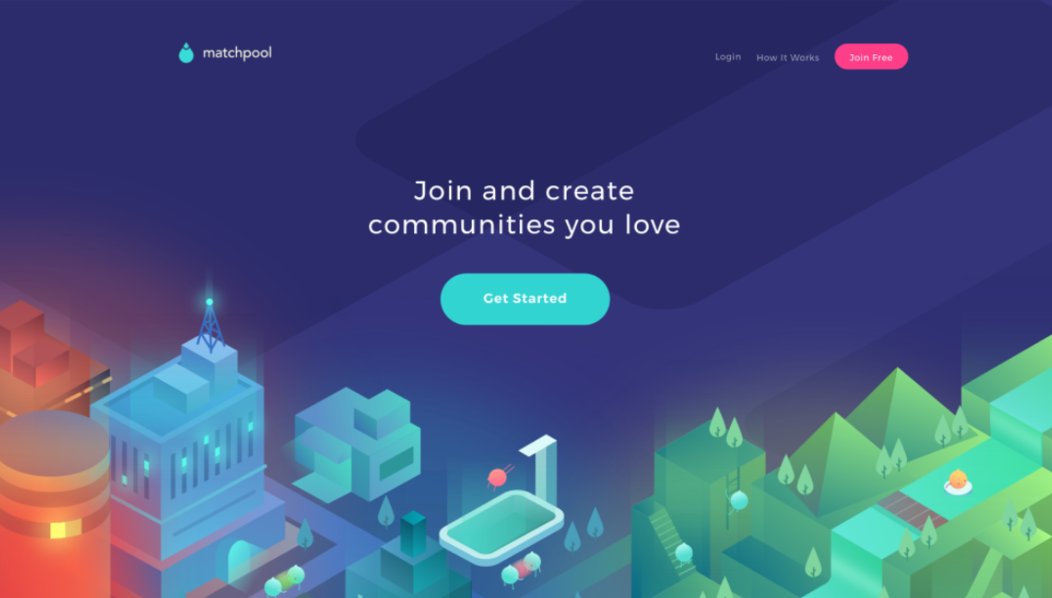 matchpool
Login
How It Works
Join Free
Join and create
communities you love
Get Started